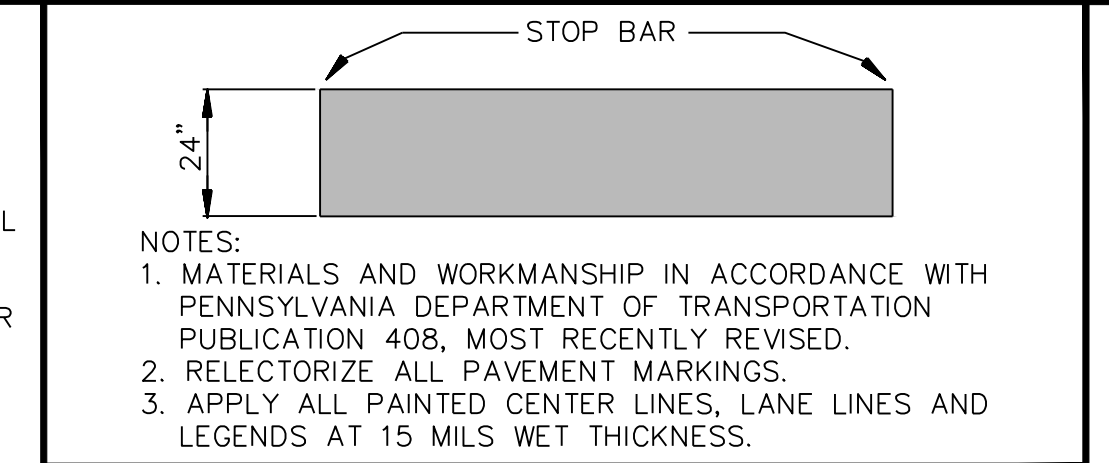 STOP BAR
24"
L
R
NOTES:
1. MATERIALS AND WORKMANSHIP IN ACCORDANCE WITH
PENNSYLVANIA DEPARTMENT OF TRANSPORTATION
PUBLICATION 408, MOST RECENTLY REVISED.
2. RELECTORIZE ALL PAVEMENT MARKINGS.
3. APPLY ALL PAINTED CENTER LINES, LANE LINES AND
LEGENDS AT 15 MILS WET THICKNESS.